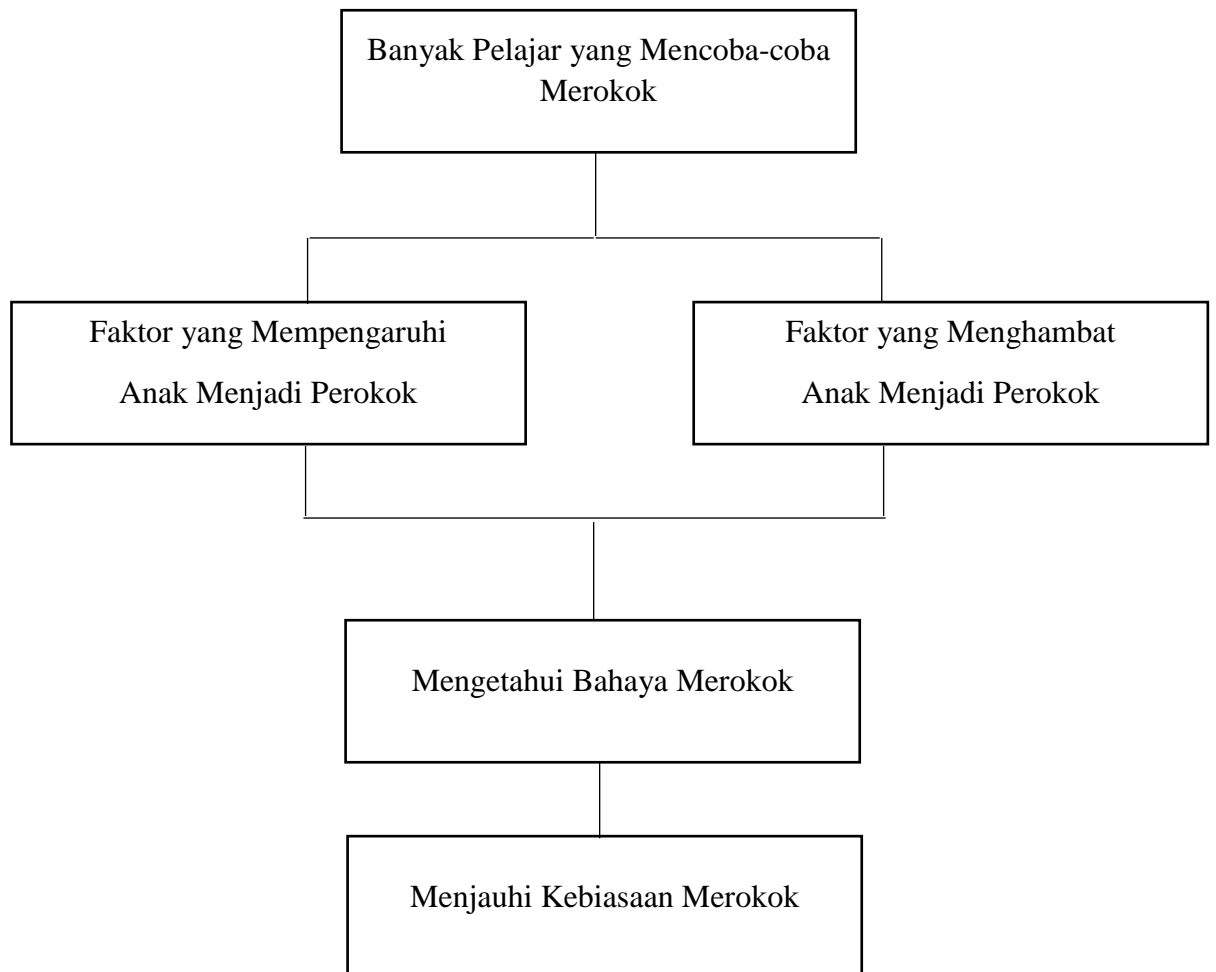 Banyak Pelajar yang Mencoba-coba
Merokok
Faktor yang Mempengaruhi
Anak Menjadi Perokok
Faktor yang Menghambat
Anak Menjadi Perokok
Mengetahui Bahaya Merokok
Menjauhi Kebiasaan Merokok